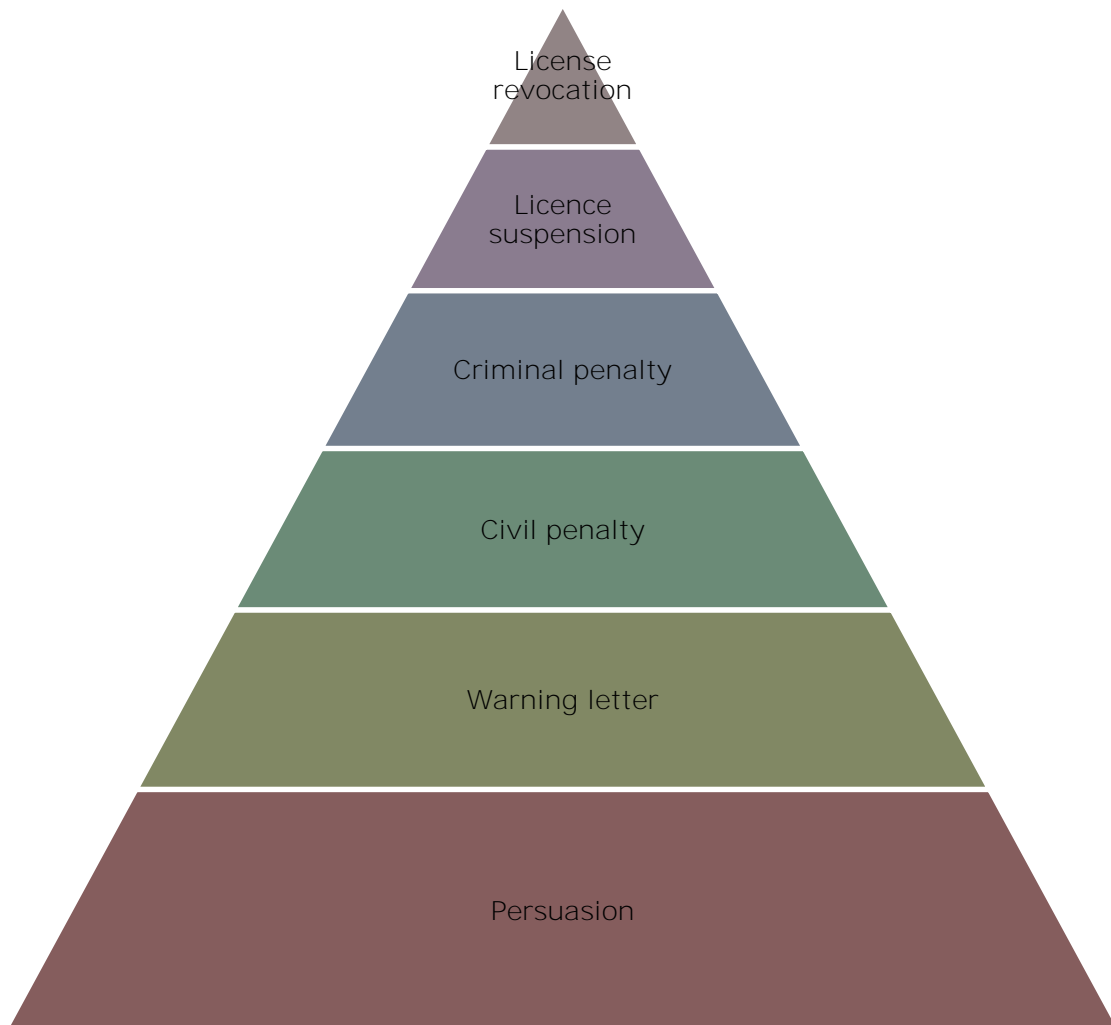 License
revocation
Licence
suspension
Criminal penalty
Civil penalty
Warning letter
Persuasion